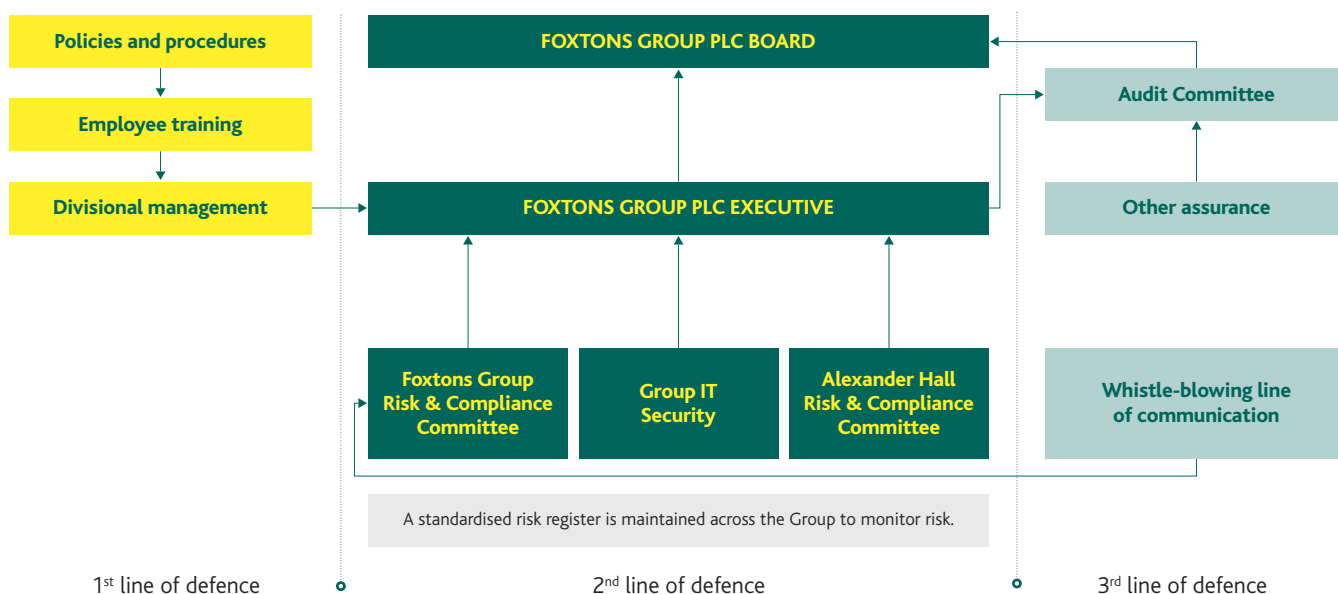 Policies and procedures
Employee training
Divisional management
FOXTONS GROUP PLC BOARD
FOXTONS GROUP PLC EXECUTIVE
Foxtons Group
Risk & Compliance
Committee
Group IT
Security
Alexander Hall
Risk & Compliance
Committee
A standardised risk register is maintained across the Group to monitor risk.
Audit Committee
Other assurance
Whistle-blowing line
of communication
1st line of defence
2nd line of defence
3rd line of defence